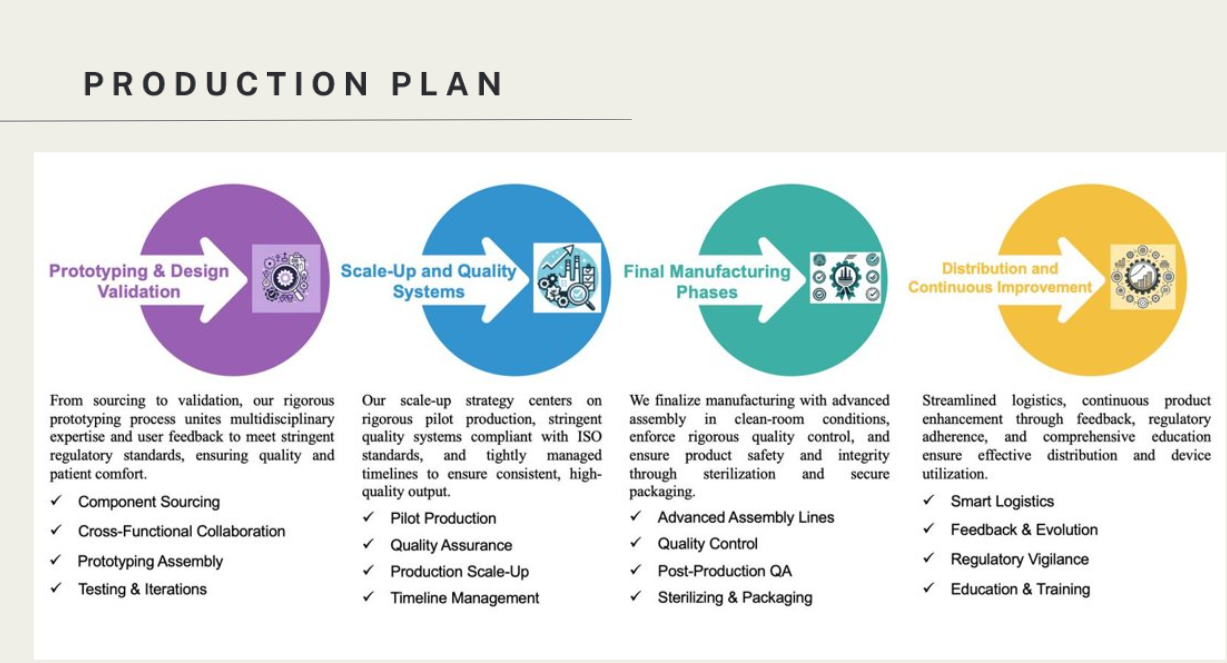 PRODUCTION PLAN
Prototyping & Design
Validation
From sourcing to validation, our rigorous
prototyping process unites multidisciplinary
expertise and user feedback to meet stringent
regulatory standards, ensuring quality and
patient comfort.
✓ Component Sourcing
✓ Cross-Functional Collaboration
✓ Prototyping Assembly
✓ Testing & Iterations
Scale-Up and Quality
Systems
Our scale-up strategy centers on
rigorous pilot production, stringent
quality systems compliant with ISO
standards, and tightly managed
timelines to ensure consistent, high-
quality output.
✓ Pilot Production
✓ Quality Assurance
✓ Production Scale-Up
✓ Timeline Management
Final Manufacturing
Phases
We finalize manufacturing with advanced
assembly in clean-room conditions,
enforce rigorous quality control, and
ensure product safety and integrity
through sterilization and secure
packaging.
✓ Advanced Assembly Lines
✓ Quality Control
✓ Post-Production QA
✓ Sterilizing & Packaging
Distribution and
Continuous Improvement
Streamlined logistics, continuous product
enhancement through feedback, regulatory
adherence, and comprehensive education
ensure effective distribution and device
utilization.
✓ Smart Logistics
✓ Feedback & Evolution
✓ Regulatory Vigilance
✓ Education & Training